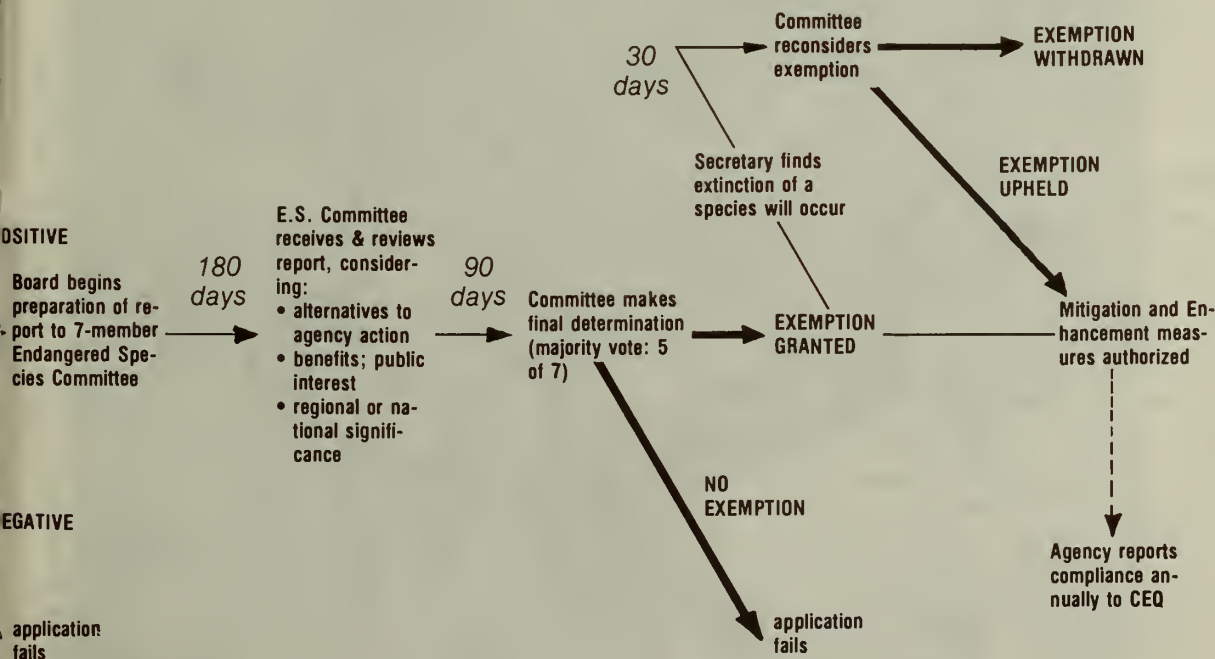 OSITIVE
Board begins
preparation of re-
port to 7-member
Endangered Spe-
cies Committee
180
days
E.S. Committee
receives & reviews
report, consider-
ing:
• alternatives to
agency action
• benefits; public
interest
• regional or na-
tional signifi-
cance
90
days
Committee makes
final determination
(majority vote: 5
of 7)
EXEMPTION
GRANTED
Secretary finds
extinction of a
species will occur
30
days
Committee
reconsiders
exemption
EXEMPTION
WITHDRAWN
EXEMPTION
UPHELD
Mitigation and En-
hancement meas-
ures authorized
Agency reports
compliance an-
nually to CEQ
NO
EXEMPTION
application
fails
EGATIVE
application
fails